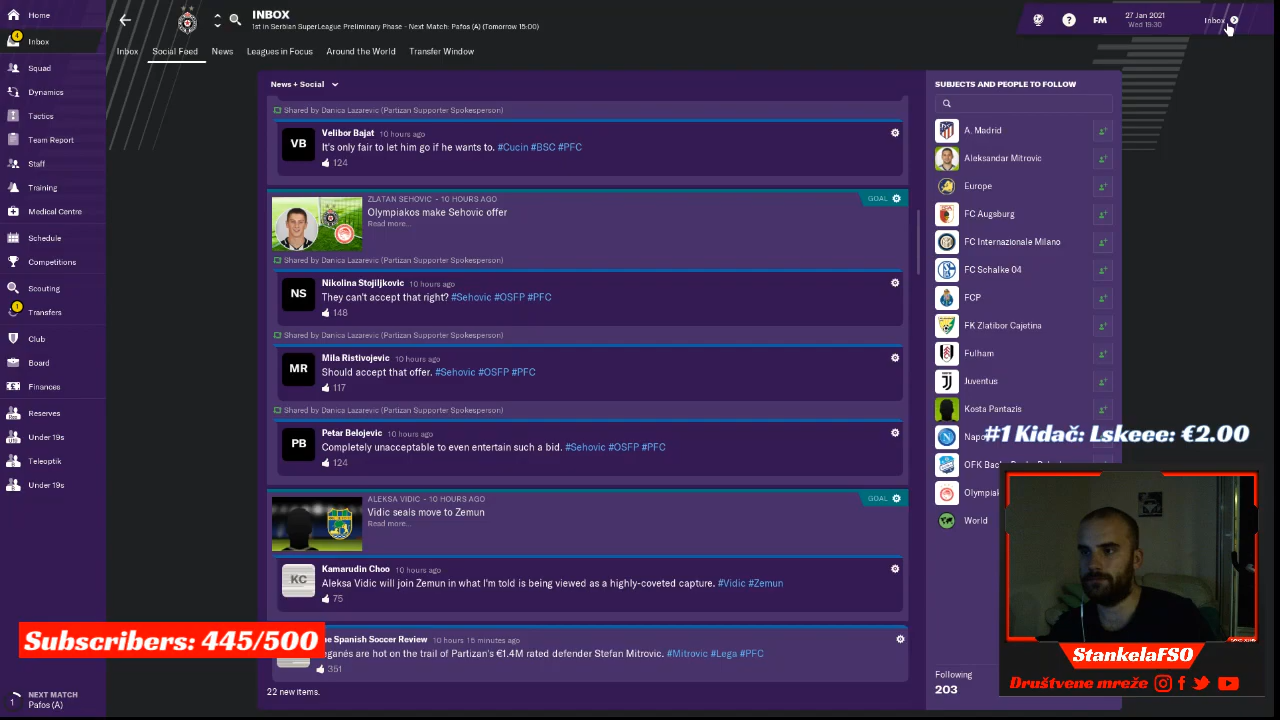 Home
4
Inbox
Squad
Dynamics
Tactics
Team Report
Staff
Training
Medical Centre
Schedule
Competitions
Scouting
1
Transfers
Club
Board
Finances
Reserves
Under 19s
Teleoptik
Under 19s
1
NEXT MATCH
Pafos (A)
INBOX
1st in Serbian SuperLeague Preliminary Phase - Next Match: Pafos (A) (Tomorrow 15:00)
?
FM
27 Jan 2021
Wed 19:30
Inbox
Inbox
Social Feed
News
Leagues in Focus
Around the World
Transfer Window
News + Social
Shared by Danica Lazarevic (Partizan Supporter Spokesperson)
VB
Velibor Bajat 10 hours ago
It's only fair to let him go if he wants to. #Cucin #BSC #PFC
124
ZLATAN SEHOVIC - 10 HOURS AGO
GOAL
Olympiakos make Sehovic offer
Read more...
Shared by Danica Lazarevic (Partizan Supporter Spokesperson)
NS
Nikolina Stojiljkovic 10 hours ago
They can't accept that right? #Sehovic #OSFP #PFC
148
Shared by Danica Lazarevic (Partizan Supporter Spokesperson)
MR
Mila Ristivojevic 10 hours ago
Should accept that offer. #Sehovic #OSFP #PFC
117
Shared by Danica Lazarevic (Partizan Supporter Spokesperson)
PB
Petar Belojevic 10 hours ago
Completely unacceptable to even entertain such a bid. #Sehovic #OSFP #PFC
124
ALEKSA VIDIC - 10 HOURS AGO
GOAL
Vidic seals move to Zemun
Read more...
KC
Kamarudin Choo 10 hours ago
Aleksa Vidic will join Zemun in what I'm told is being viewed as a highly-coveted capture. #Vidic #Zemun
75
Spanish Soccer Review 10 hours 15 minutes ago
eganés are hot on the trail of Partizan's €1.4M rated defender Stefan Mitrovic. #Mitrovic #Lega #PFC
351
22 new items.
SUBJECTS AND PEOPLE TO FOLLOW
A. Madrid
Aleksandar Mitrovic
Europe
FC Augsburg
FC Internazionale Milano
FC Schalke 04
FCP
FK Zlatibor Cajetina
Fulham
Juventus
Kosta Pantazis
Napo
OFK Bac
Olympiak
World
Following
203
#1 Kidač: Lskeee: €2.00
Subscribers: 445/500
StankelaFSO
Društvene mreže